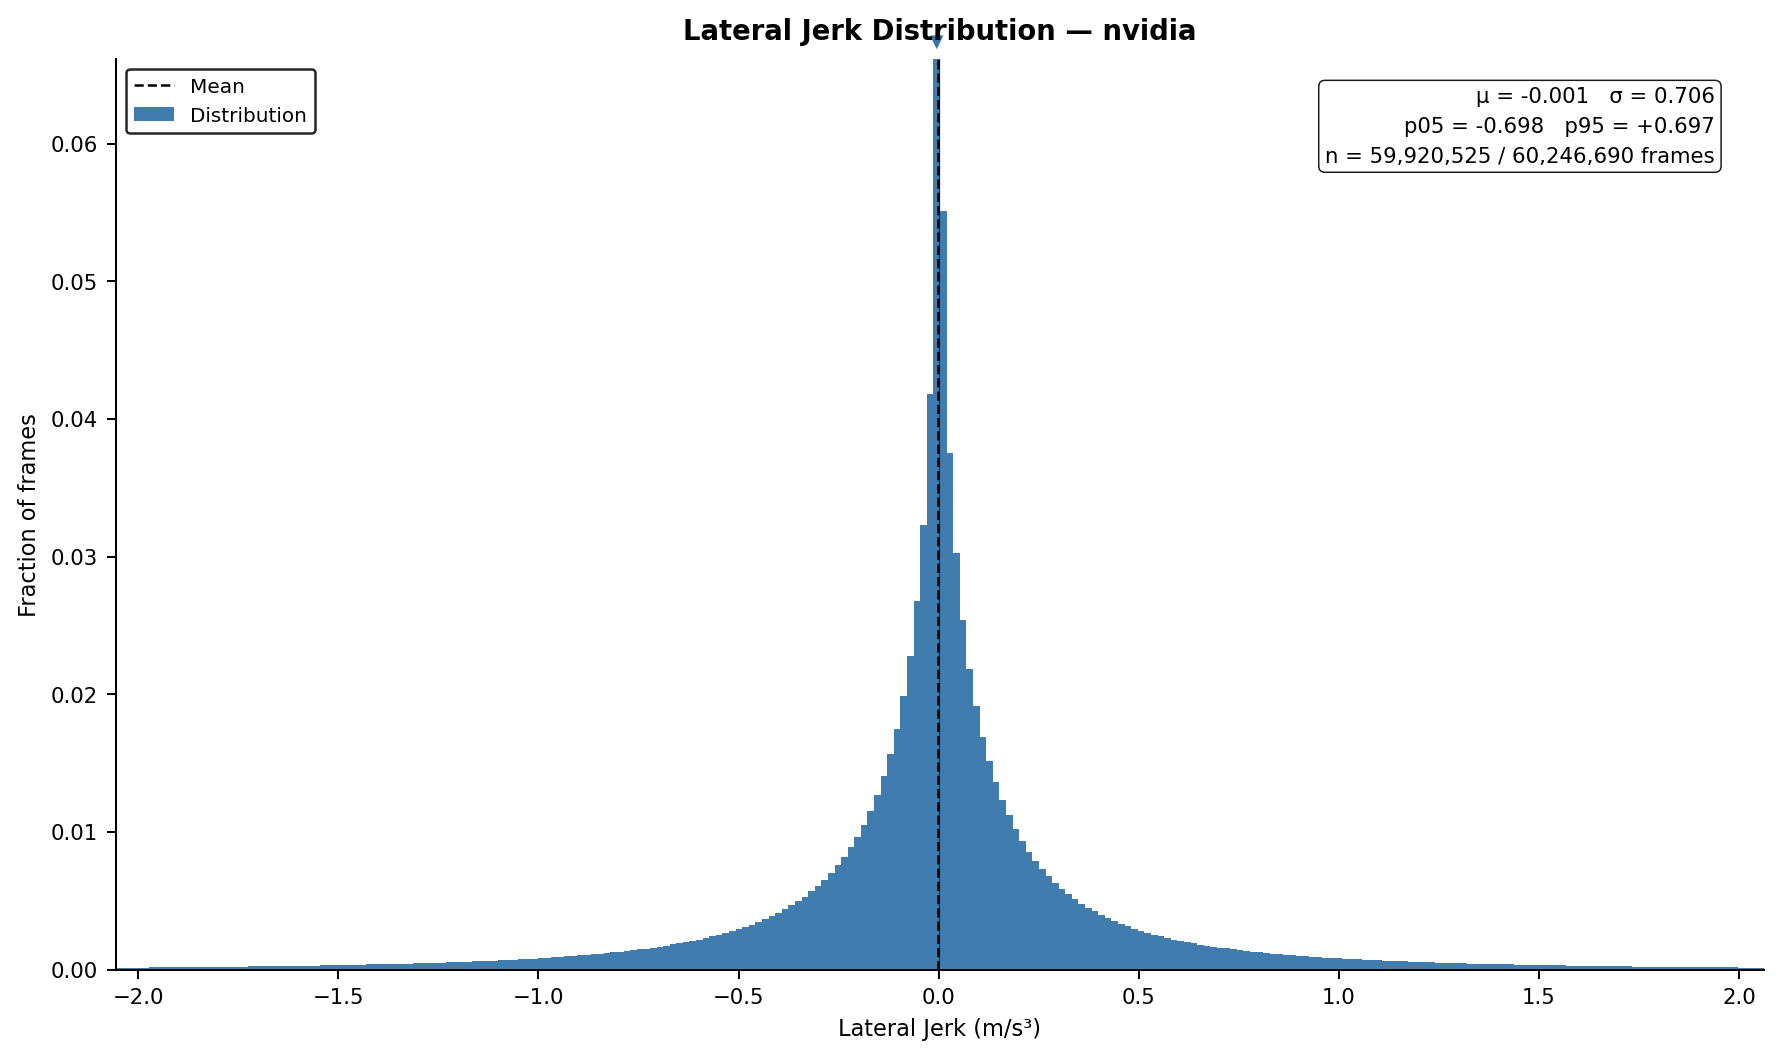 Lateral Jerk Distribution — nvidia
Mean
Distribution
μ = -0.001   σ = 0.706
p05 = -0.698   p95 = +0.697
n = 59,920,525 / 60,246,690 frames
Fraction of frames
0.06
0.05
0.04
0.03
0.02
0.01
0.00
−2.0 −1.5 −1.0 −0.5 0.0 0.5 1.0 1.5 2.0
Lateral Jerk (m/s³)